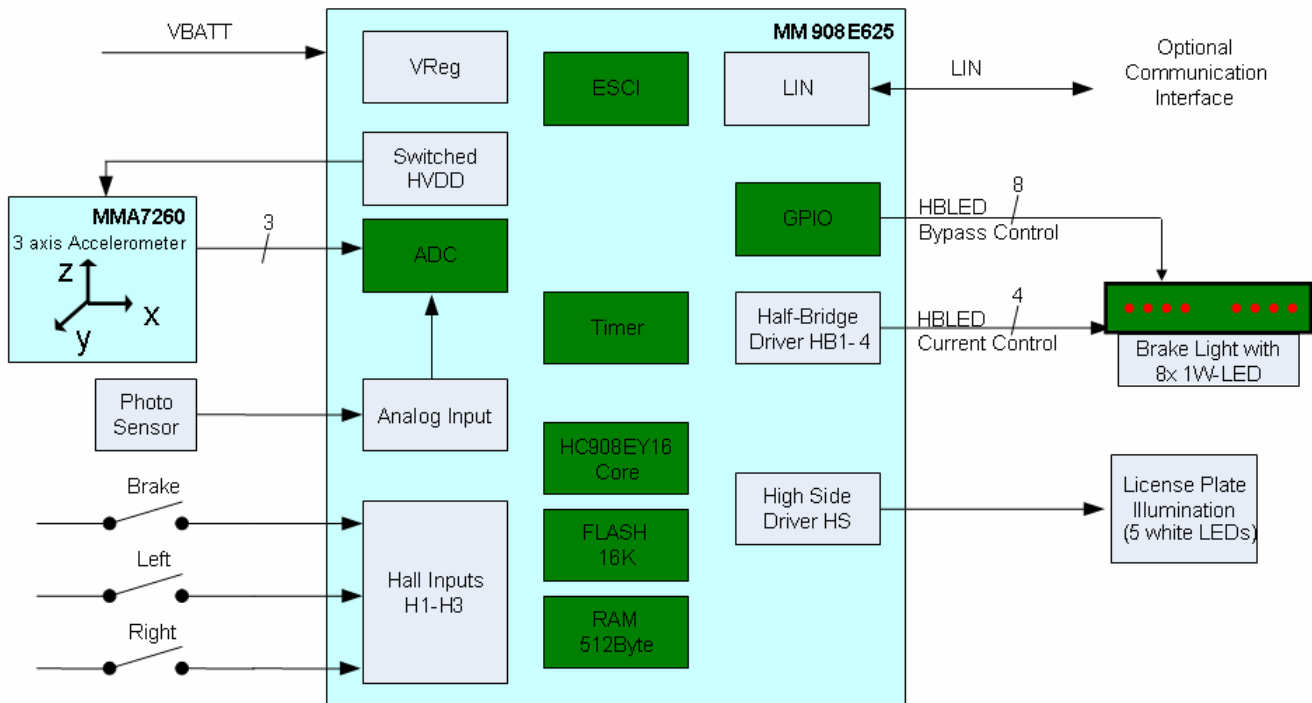 MM908E625
VBATT
VReg
ESCI
LIN
LIN
Optional
Communication
Interface
Switched
HVDD
MMA7260
3 axis Accelerometer
z
x
y
3
ADC
GPIO
8
HBLED
Bypass Control
Timer
Half-Bridge
Driver HB1-4
4
HBLED
Current Control
Brake Light with
8x 1W-LED
Photo
Sensor
Analog Input
HC908EY16
Core
Brake
Left
Right
Hall Inputs
H1-H3
FLASH
16K
RAM
512Byte
High Side
Driver HS
License Plate
Illumination
(5 white LEDs)